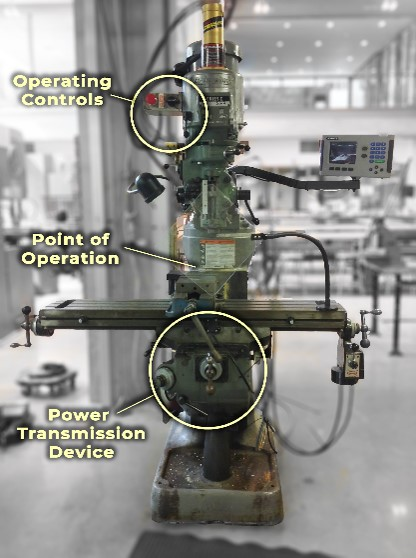 Operating
Controls
Point of
Operation
Power
Transmission
Device